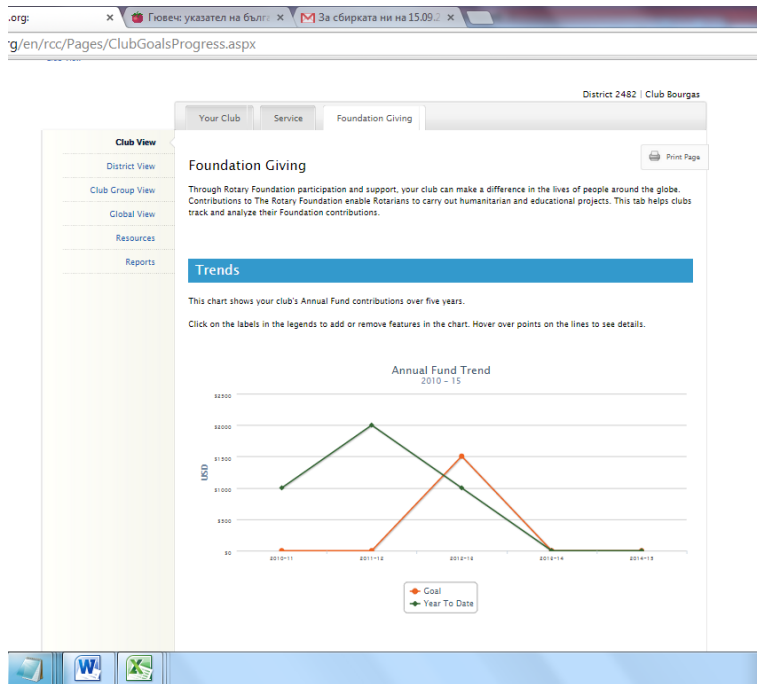 .org:
Гювеч: указател на бълг
За сбирката ни на 15.09.2
g/en/rcc/Pages/ClubGoalsProgress.aspx
District 2482 | Club Bourgas
Your Club
Service
Foundation Giving
Club View
District View
Club Group View
Global View
Resources
Reports
Print Page
Foundation Giving
Through Rotary Foundation participation and support, your club can make a difference in the lives of people around the globe.
Contributions to The Rotary Foundation enable Rotarians to carry out humanitarian and educational projects. This tab helps clubs
track and analyze their Foundation contributions.
Trends
This chart shows your club's Annual Fund contributions over five years.
Click on the labels in the legends to add or remove features in the chart. Hover over points on the lines to see details.
Annual Fund Trend
2010 – 15
USD
$2500
$2000
$1500
$1000
$500
$0
2010-11
2011-12
2012-13
2013-14
2014-15
Goal
Year To Date